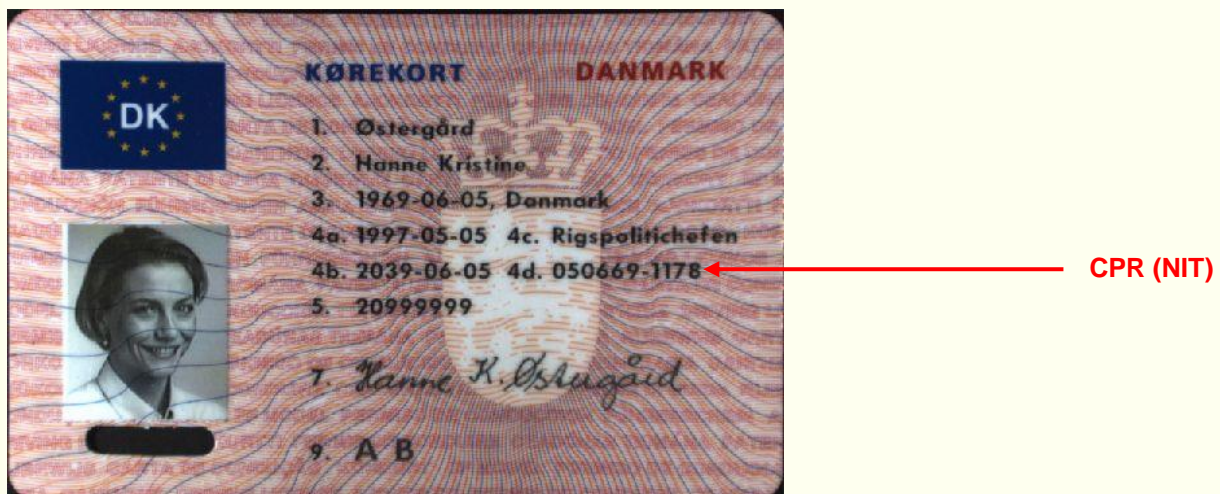 KØREKORT DANMARK
DK
1. Østergård
2. Hanne Kristine
3. 1969-06-05, Danmark
4a. 1997-05-05 4c. Rigspolitichefen
4b. 2039-06-05 4d. 050669-1178
CPR (NIT)
5. 20999999
7. Hanne K. Østergård
9. A B